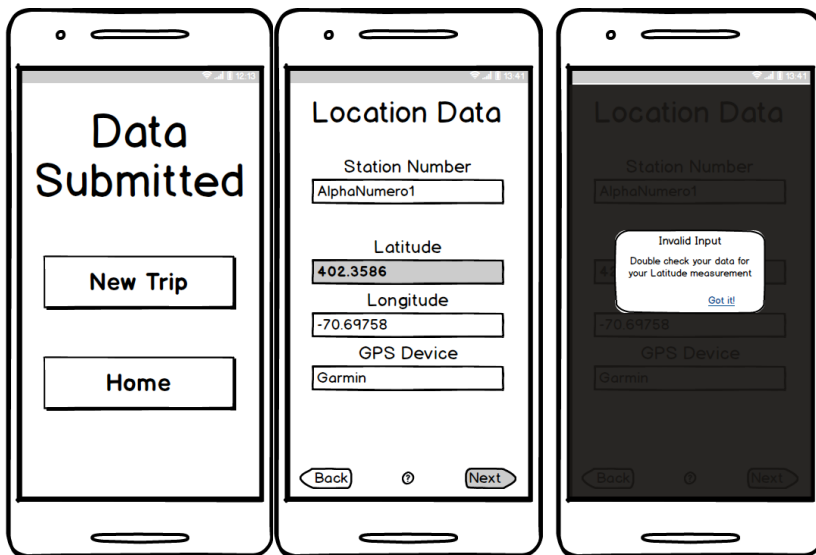 12:13
Data
Submitted
New Trip
Home
13:41
Location Data
Station Number
AlphaNumero1
Latitude
402.3586
Longitude
-70.69758
GPS Device
Garmin
Back
?
Next
13:41
Location Data
Station Number
AlphaNumero1
Invalid Input
Double check your data for
your Latitude measurement
Got it!
-70.69758
GPS Device
Garmin
Back
?
Next